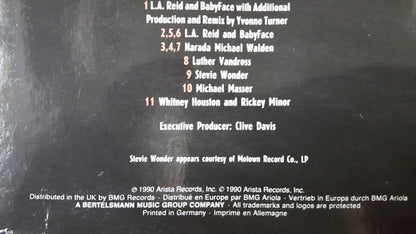 1 L.A. Reid and BabyFace with Additional
Production and Remix by Yvonne Turner
2,5,6 L.A. Reid and BabyFace
3,4,7 Narada Michael Walden
8 Luther Vandross
9 Stevie Wonder
10 Michael Masser
11 Whitney Houston and Rickey Minor
Executive Producer: Clive Davis
Stevie Wonder appears courtesy of Motown Record Co., LP
℗ 1990 Arista Records, Inc. © 1990 Arista Records, Inc.
Distributed in the UK by BMG Records - Distribué en Europe par BMG Ariola - Vertrieb in Europa durch BMG Ariola
A BERTELSMANN MUSIC GROUP COMPANY - All trademarks and logos are protected
Printed in Germany - Imprimé en Allemagne